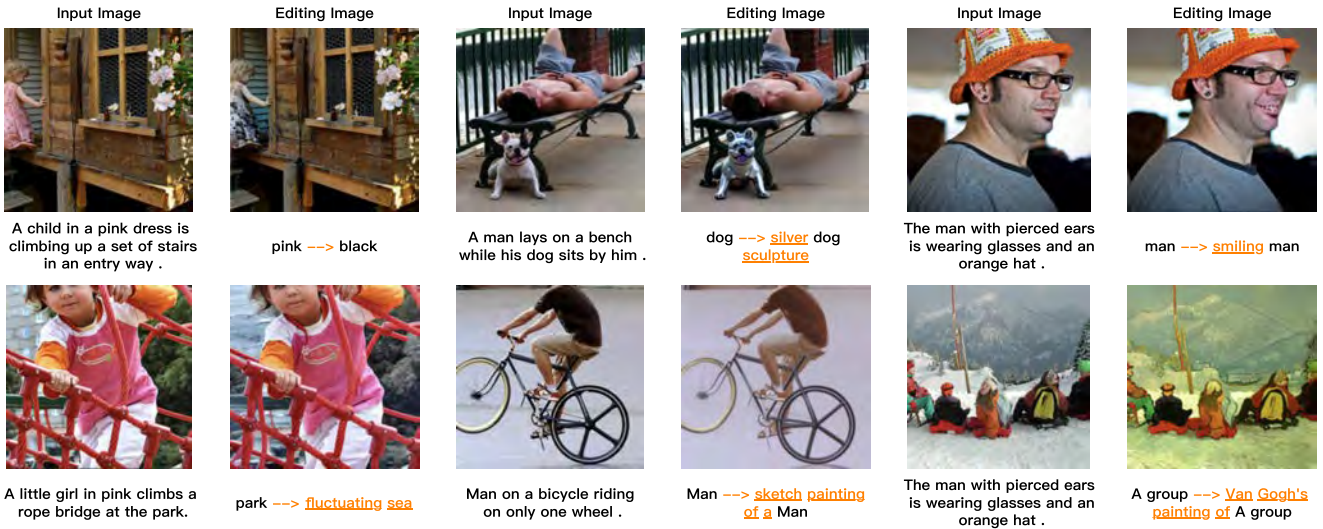 Input Image
Editing Image
Input Image
Editing Image
Input Image
Editing Image
A child in a pink dress is
climbing up a set of stairs
in an entry way .
pink --> black
A man lays on a bench
while his dog sits by him .
dog --> silver dog
sculpture
The man with pierced ears
is wearing glasses and an
orange hat .
man --> smiling man
A little girl in pink climbs a
rope bridge at the park.
park --> fluctuating sea
Man on a bicycle riding
on only one wheel .
Man --> sketch painting
of a Man
The man with pierced ears
is wearing glasses and an
orange hat .
A group --> Van Gogh's
painting of A group